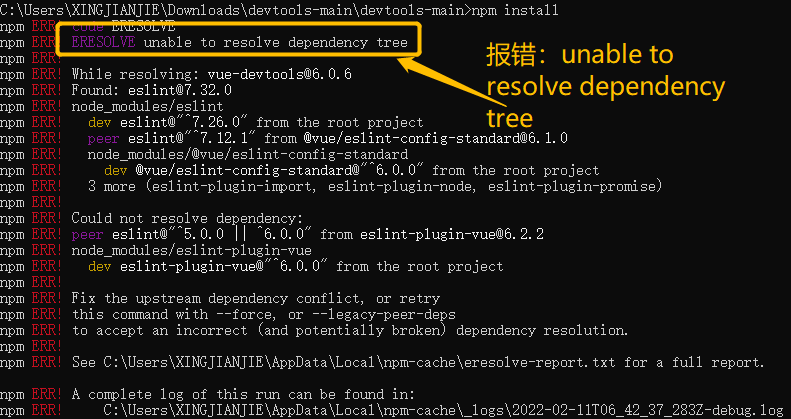 C:\Users\XINGJIANJIE\Downloads\devtools-main\devtools-main>npm install
npm ERR! code ERESOLVE
npm ERR! ERESOLVE unable to resolve dependency tree
npm ERR!
npm ERR! While resolving: vue-devtools@6.0.6
npm ERR! Found: eslint@7.32.0
npm ERR! node_modules/eslint
npm ERR!   dev eslint@"^7.26.0" from the root project
npm ERR!   peer eslint@"^7.12.1" from @vue/eslint-config-standard@6.1.0
npm ERR!   node_modules/@vue/eslint-config-standard
npm ERR!     dev @vue/eslint-config-standard@"^6.0.0" from the root project
npm ERR!   3 more (eslint-plugin-import, eslint-plugin-node, eslint-plugin-promise)
npm ERR!
npm ERR! Could not resolve dependency:
npm ERR! peer eslint@"^5.0.0 || ^6.0.0" from eslint-plugin-vue@6.2.2
npm ERR! node_modules/eslint-plugin-vue
npm ERR!   dev eslint-plugin-vue@"^6.0.0" from the root project
npm ERR!
npm ERR! Fix the upstream dependency conflict, or retry
npm ERR! this command with --force, or --legacy-peer-deps
npm ERR! to accept an incorrect (and potentially broken) dependency resolution.
npm ERR!
npm ERR! See C:\Users\XINGJIANJIE\AppData\Local\npm-cache\eresolve-report.txt for a full report.
npm ERR! A complete log of this run can be found in:
npm ERR!     C:\Users\XINGJIANJIE\AppData\Local\npm-cache\_logs\2022-02-11T06_42_37_283Z-debug.log
报错：unable to
resolve dependency
tree